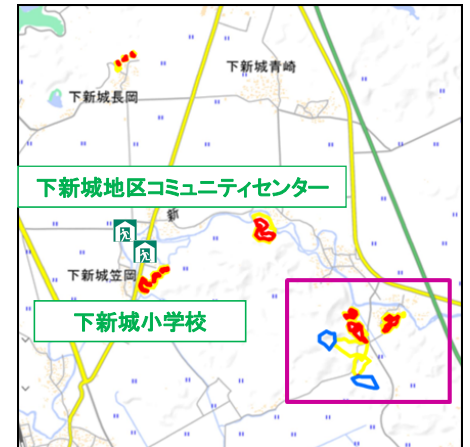 下新城青崎
下新城長岡
下新城地区コミュニティセンター
新
下新城笠岡
下新城小学校